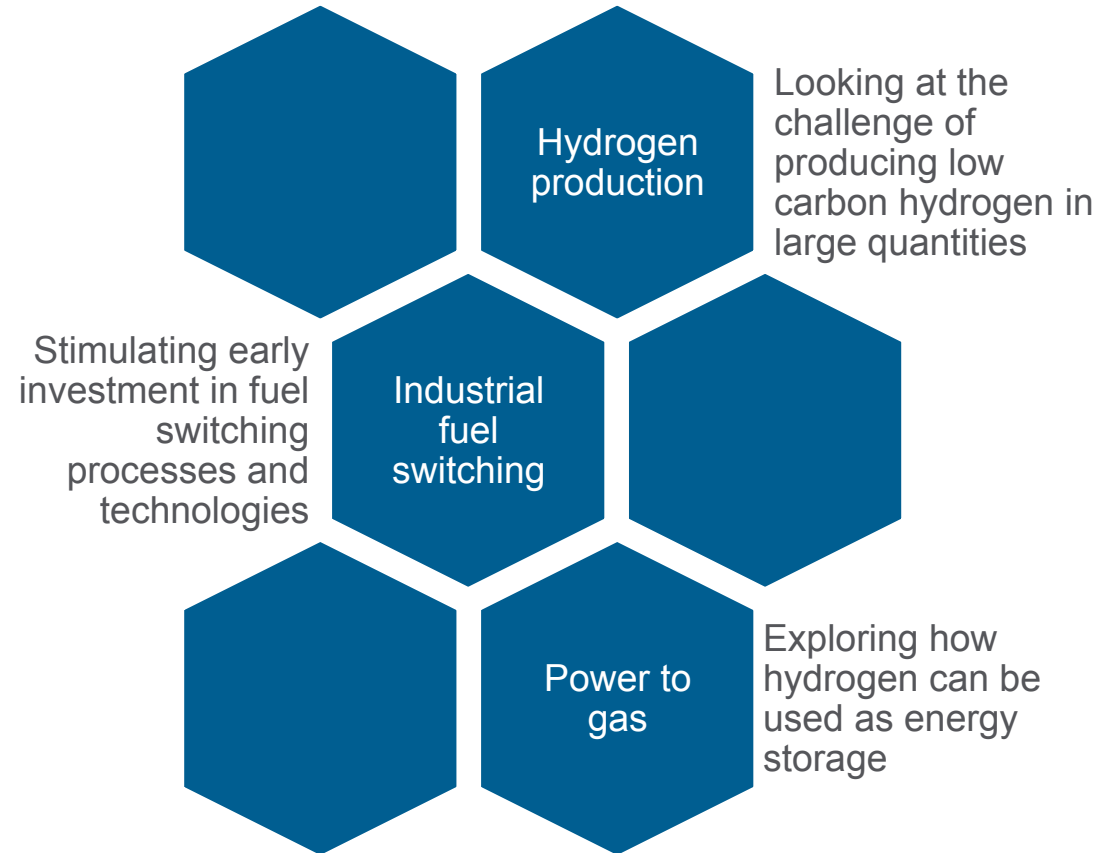 Hydrogen
production
Looking at the
challenge of
producing low
carbon hydrogen in
large quantities
Stimulating early
investment in fuel
switching
processes and
technologies
Industrial
fuel
switching
Power to
gas
Exploring how
hydrogen can be
used as energy
storage